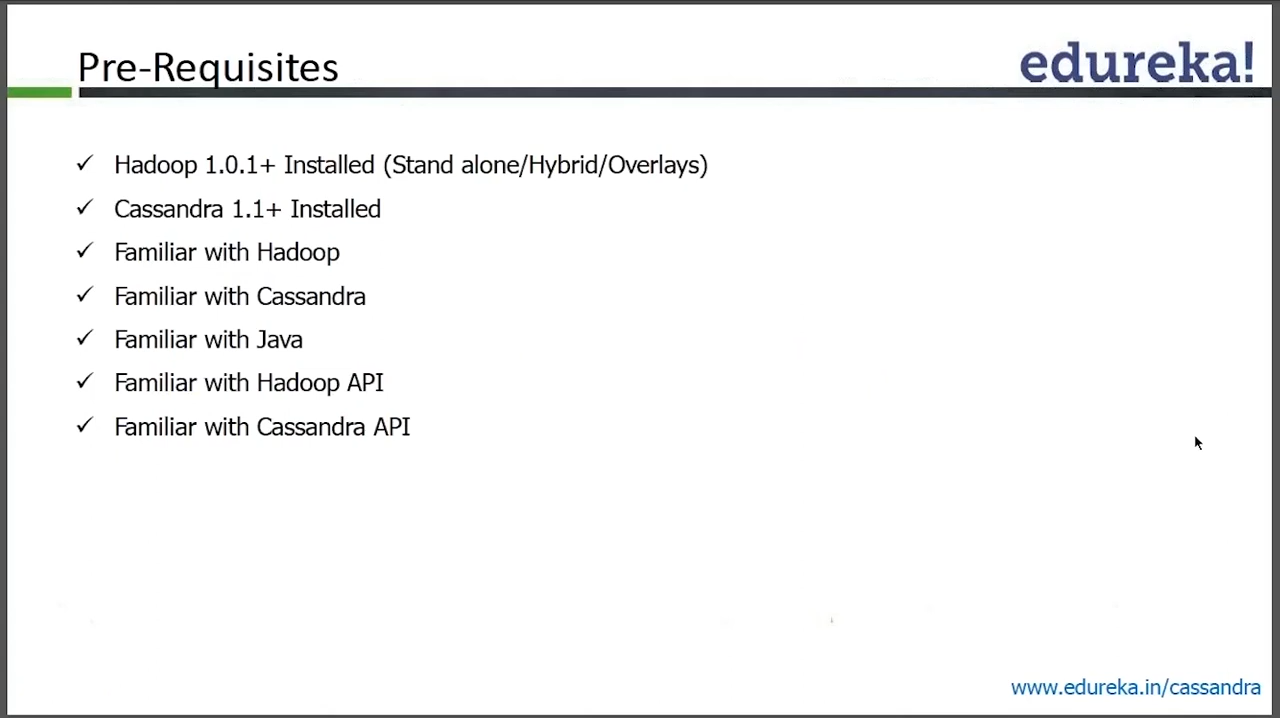 Pre-Requisites
edureka!
Hadoop 1.0.1+ Installed (Stand alone/Hybrid/Overlays)
Cassandra 1.1+ Installed
Familiar with Hadoop
Familiar with Cassandra
Familiar with Java
Familiar with Hadoop API
Familiar with Cassandra API
www.edureka.in/cassandra